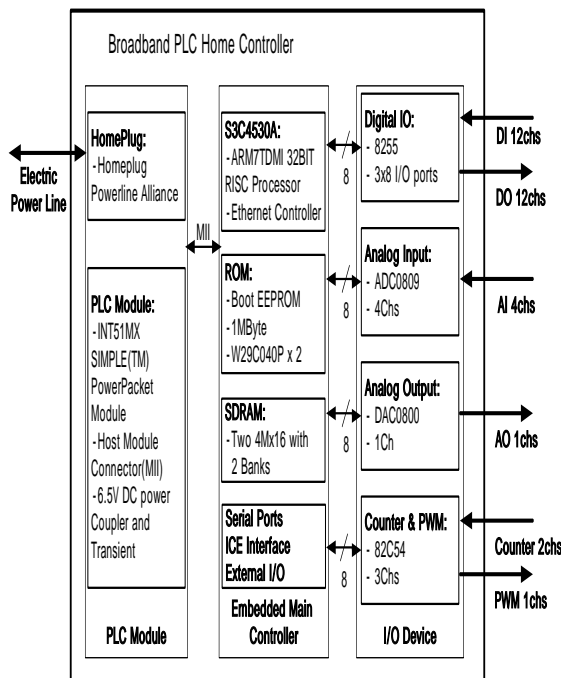 Broadband PLC Home Controller
HomePlug:
-Homeplug
Powerline Alliance
Electric
Power Line
PLC Module:
-INT51MX
SIMPLE(TM)
PowerPacket
Module
-Host Module
Connector(MII)
-6.5V DC power
Coupler and
Transient
PLC Module
MII
S3C4530A:
-ARM7TDMI 32BIT
RISC Processor
-Ethernet Controller
ROM:
-Boot EEPROM
-1MByte
-W29C040P x 2
SDRAM:
-Two 4Mx16 with
2 Banks
Serial Ports
ICE Interface
External I/O
Embedded Main
Controller
8
8
8
8
Digital IO:
- 8255
- 3x8 I/O ports
Analog Input:
- ADC0809
- 4Chs
Analog Output:
- DAC0800
- 1Ch
Counter & PWM:
- 82C54
- 3Chs
I/O Device
DI 12chs
DO 12chs
AI 4chs
AO 1chs
Counter 2chs
PWM 1chs